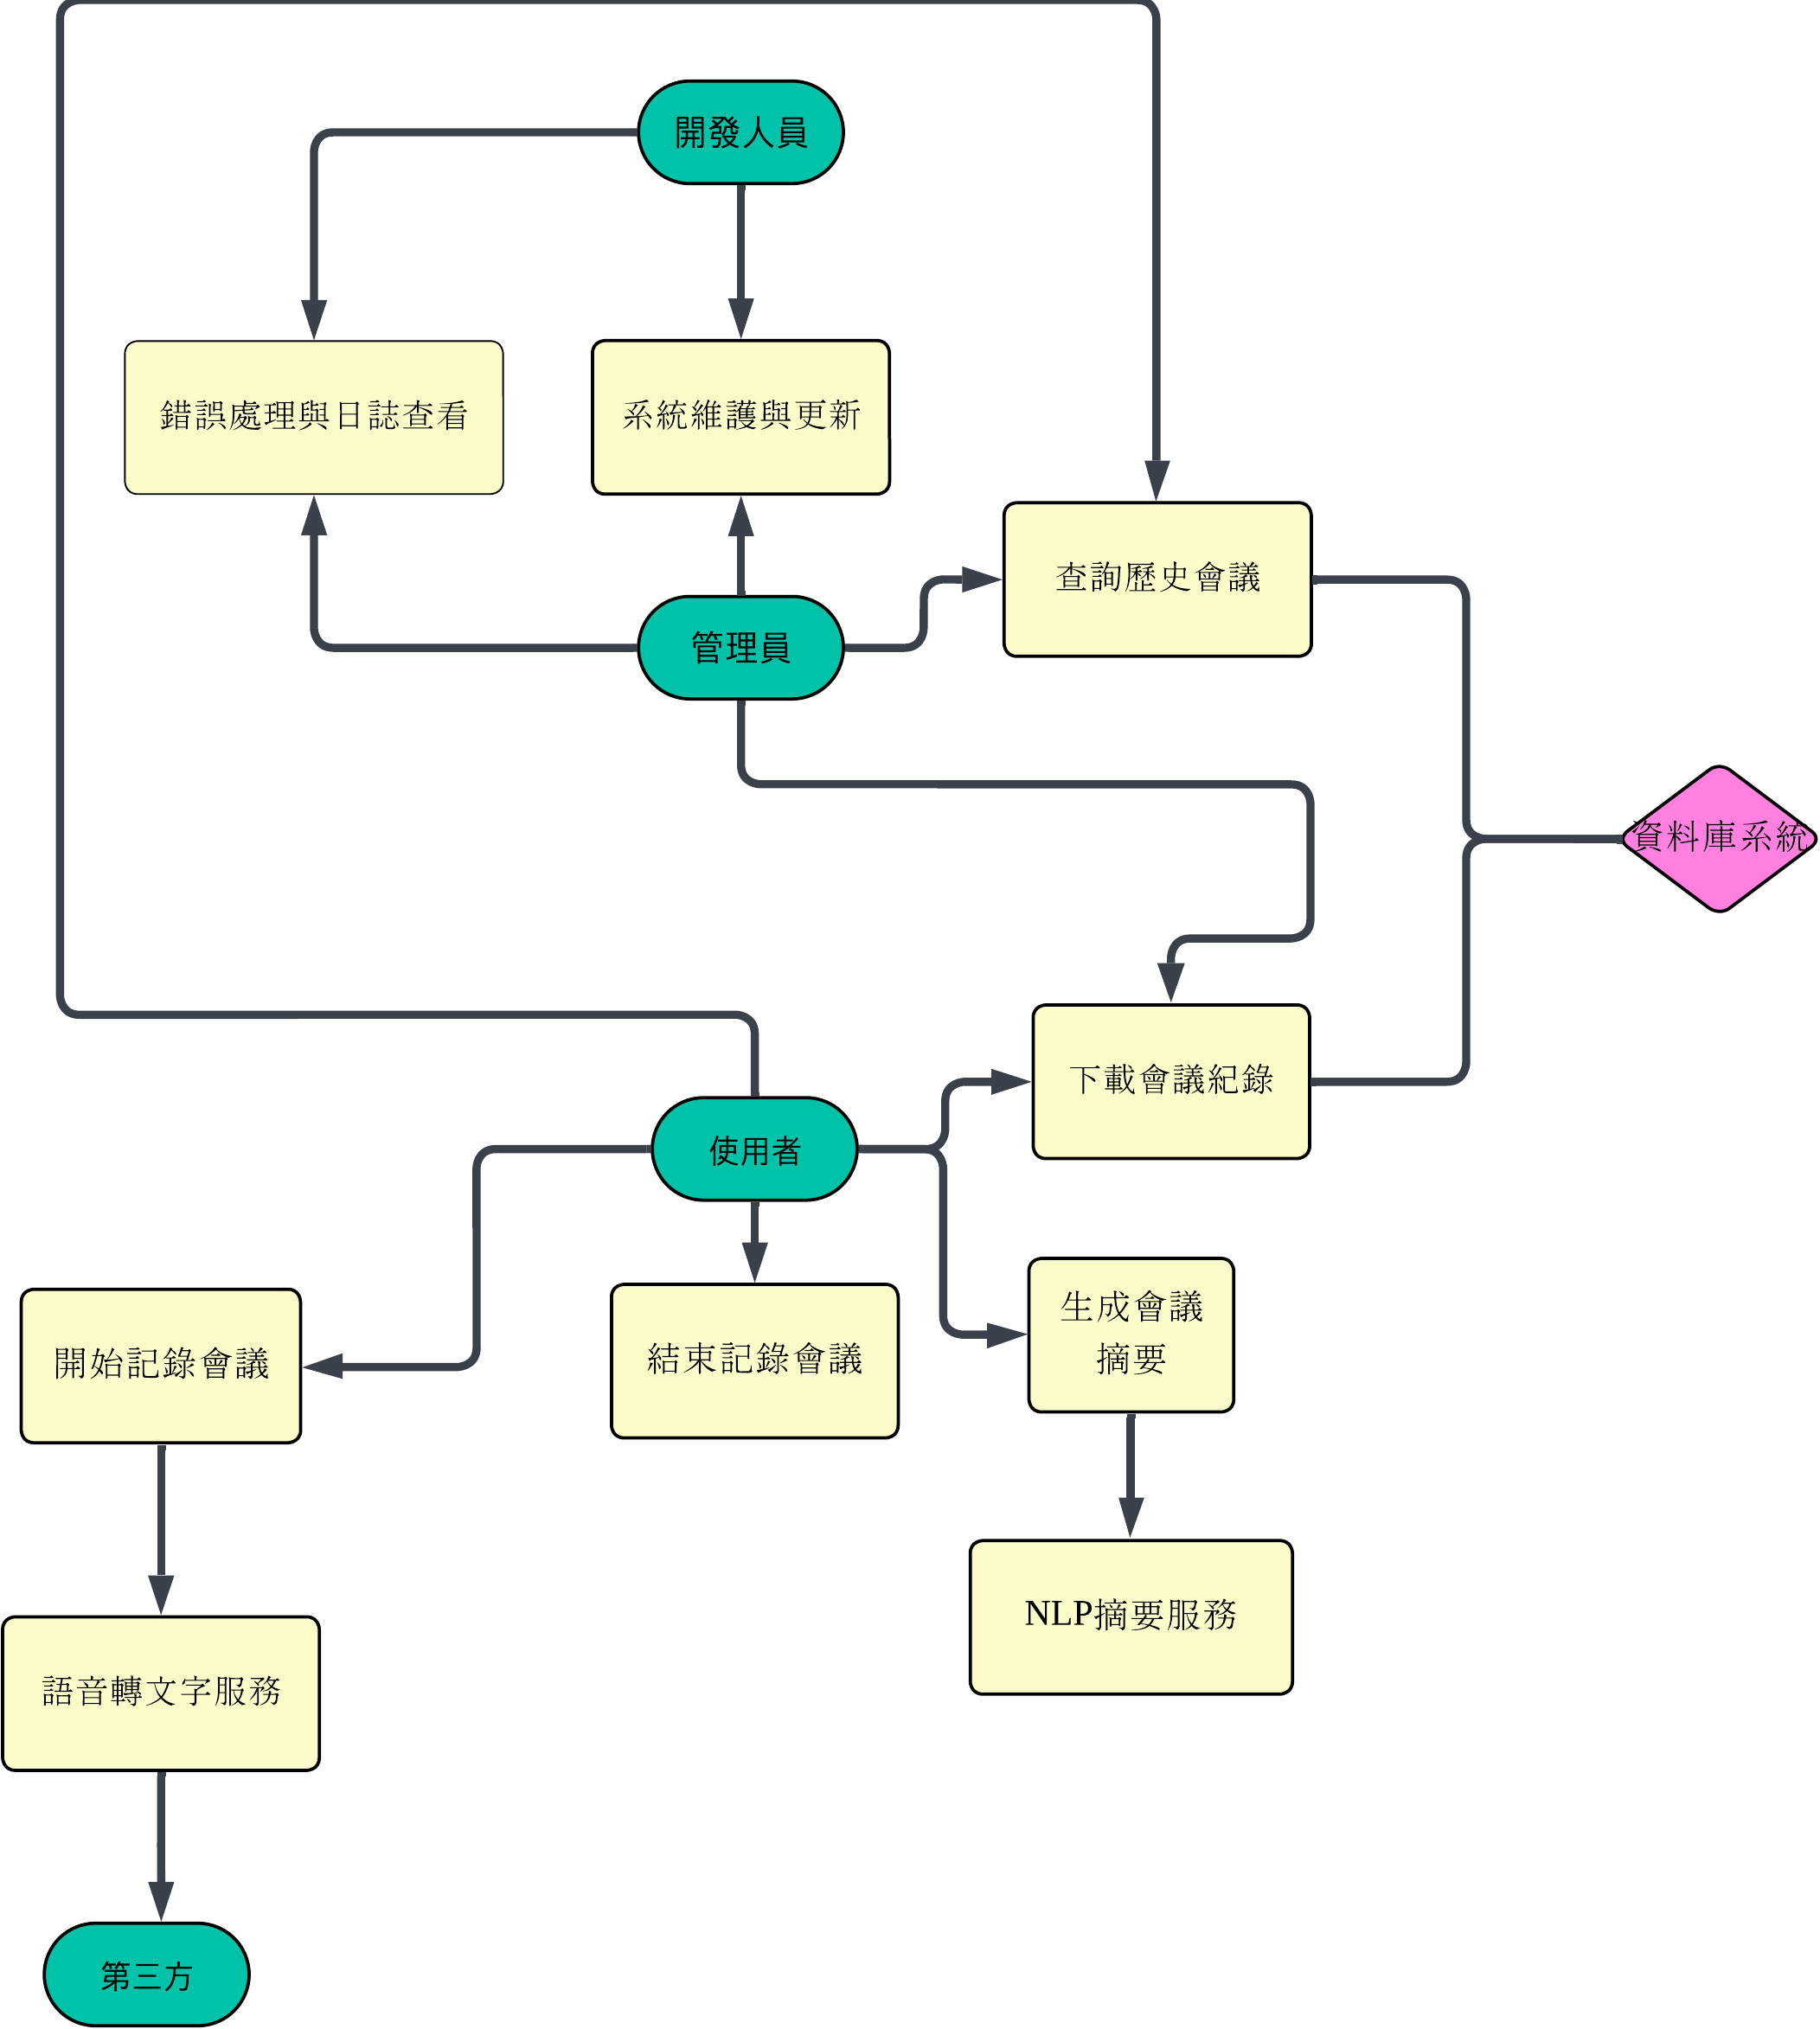 開發人員
錯誤處理與日誌查看
系統維護與更新
查詢歷史會議
管理員
資料庫系統
下載會議紀錄
使用者
生成會議
摘要
開始記錄會議
結束記錄會議
NLP摘要服務
語音轉文字服務
第三方